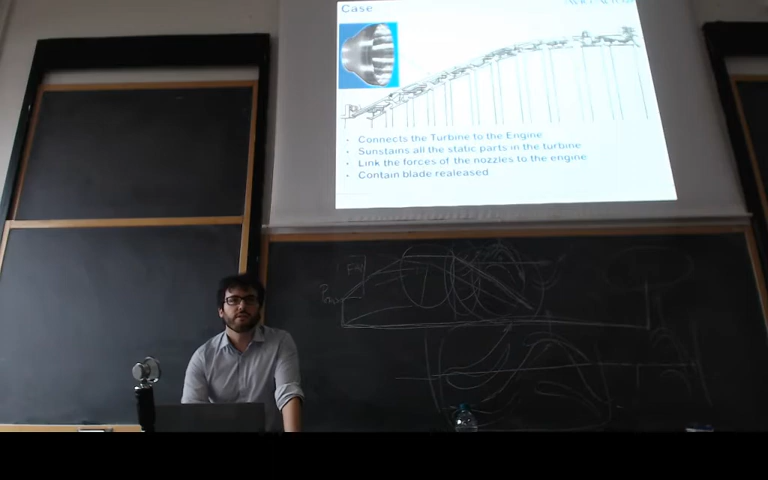 Case
· Connects the Turbine to the Engine
· Sunstains all the static parts in the turbine
· Link the forces of the nozzles to the engine
· Contain blade realeased